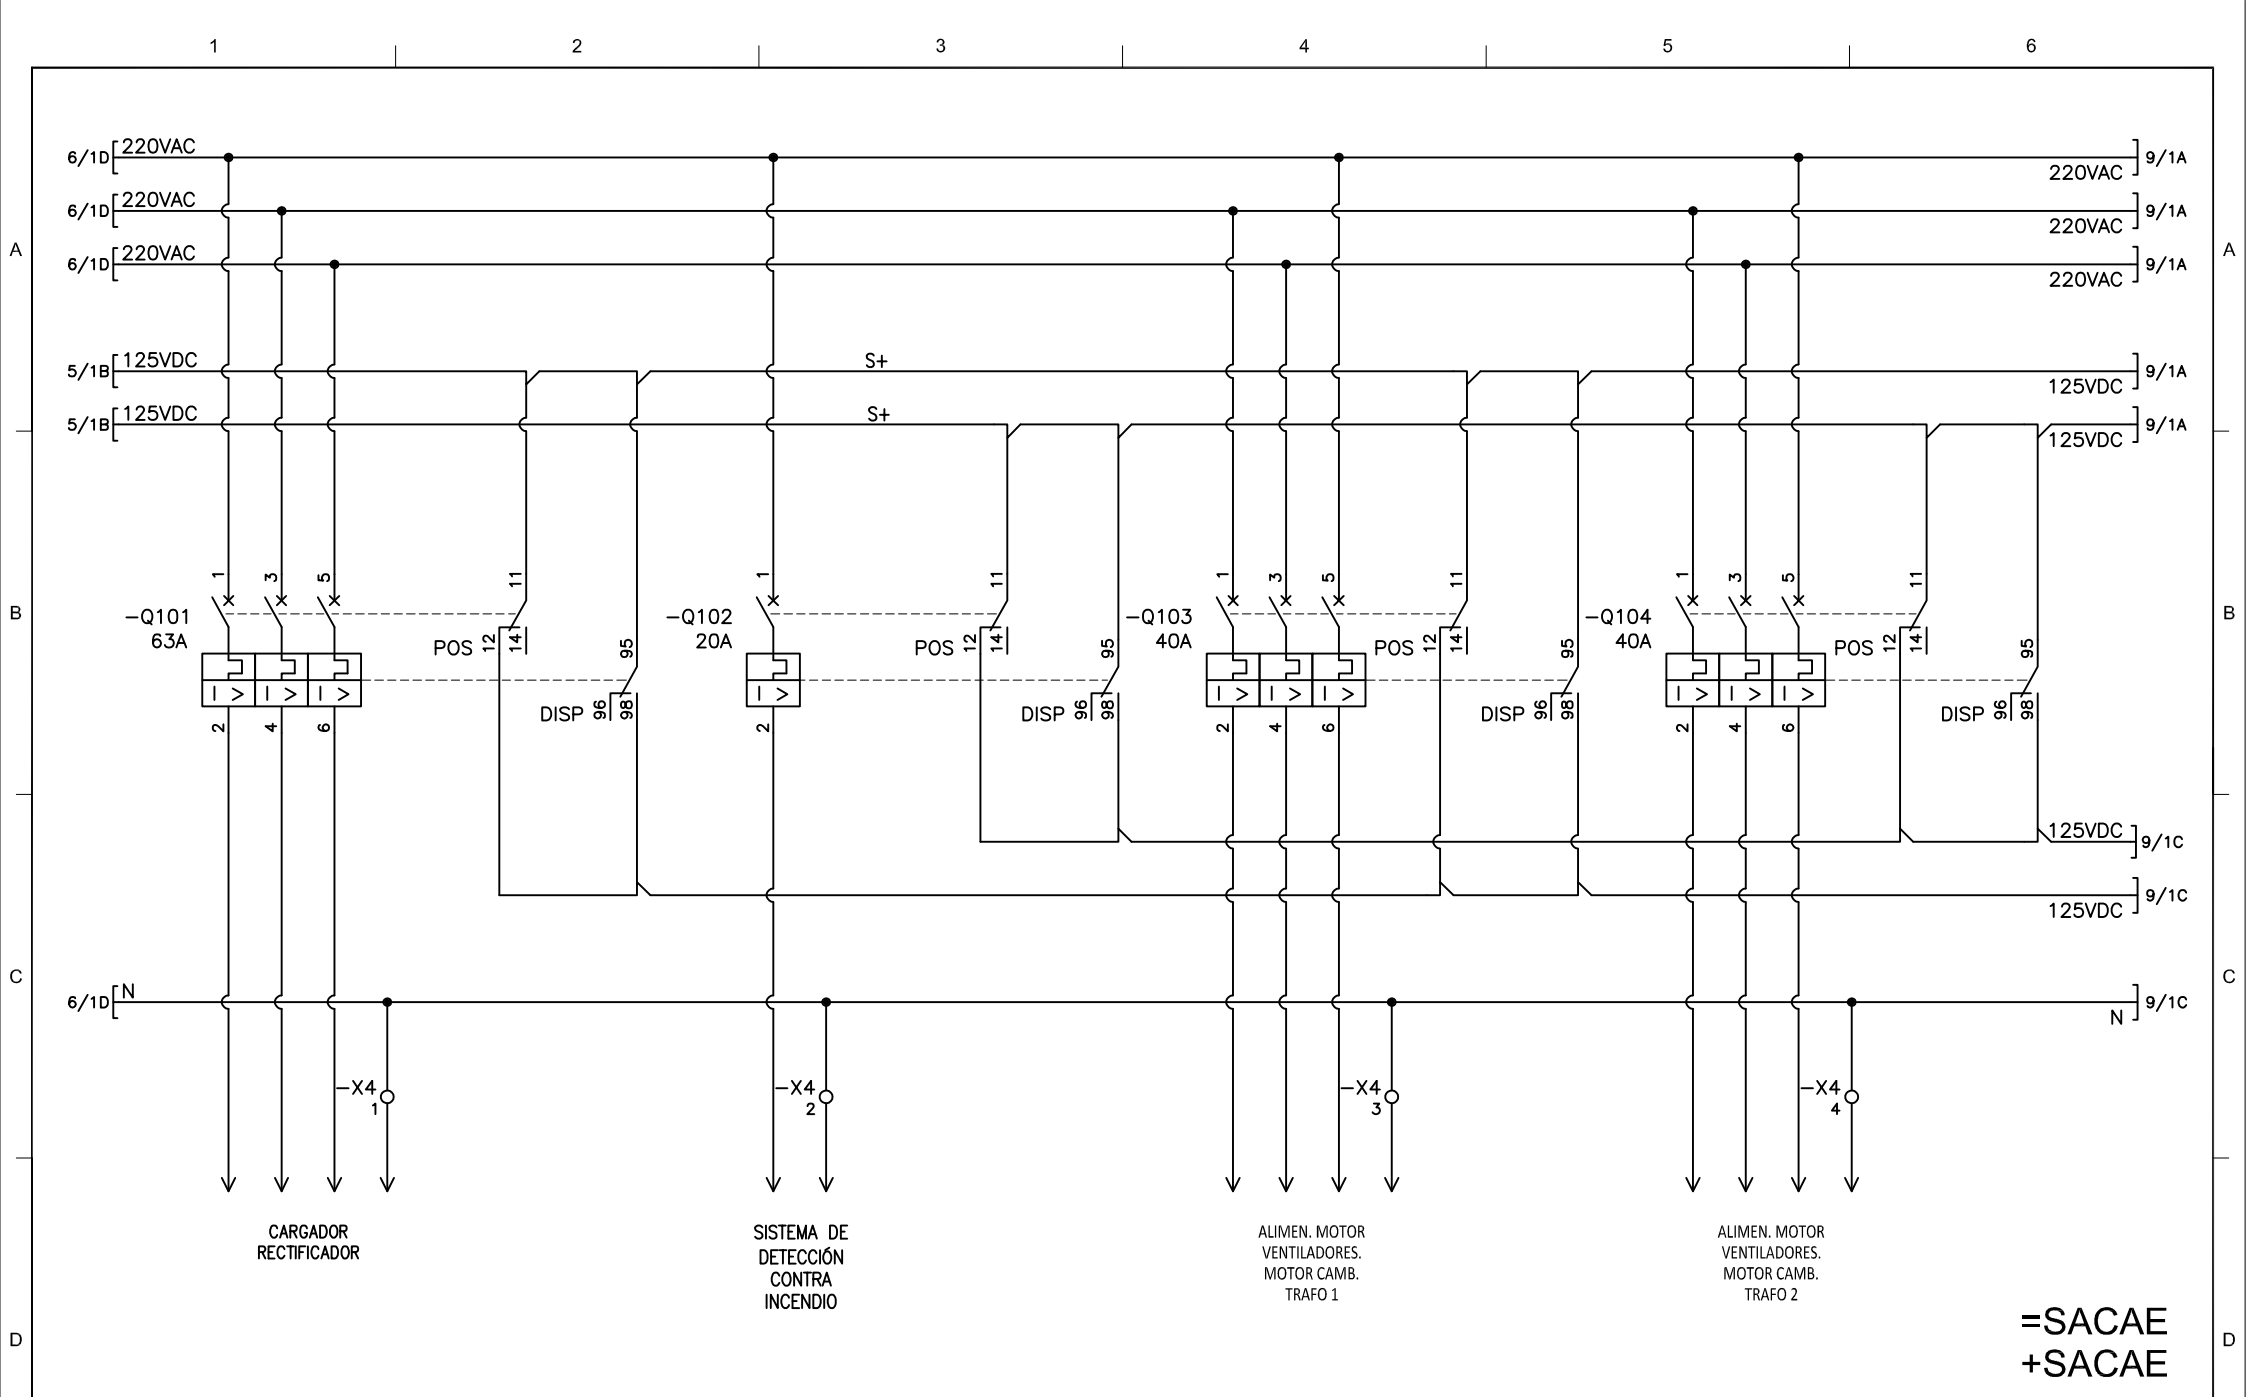 1 2 3 4 5 6
6/1D 220VAC 9/1A
220VAC
6/1D 220VAC 9/1A
220VAC
A 6/1D 220VAC 9/1A A
220VAC
5/1B 125VDC S+ 9/1A
125VDC
5/1B 125VDC S+ 9/1A
125VDC
1 3 5 11 1 11 1 3 5 11 1 3 5 11
B -Q101 -Q102 -Q103 -Q104 B
63A 20A 40A 40A
POS 12 14 95 POS 12 14 95 POS 12 14 95 POS 12 14 95
I > I > I > I > I > I > I > I > I > I >
DISP 96 98 DISP 96 98 DISP 96 98 DISP 96 98
2 4 6 2 2 4 6 2 4 6
125VDC 9/1C
9/1C
125VDC
C C
6/1D N 9/1C
N
-X4 -X4 -X4 -X4
1 2 3 4
CARGADOR
RECTIFICADOR
SISTEMA DE
DETECCIÓN
CONTRA
INCENDIO
ALIMEN. MOTOR
VENTILADORES.
MOTOR CAMB.
TRAFO 1
ALIMEN. MOTOR
VENTILADORES.
MOTOR CAMB.
TRAFO 2
=SACAE
D D
+SACAE